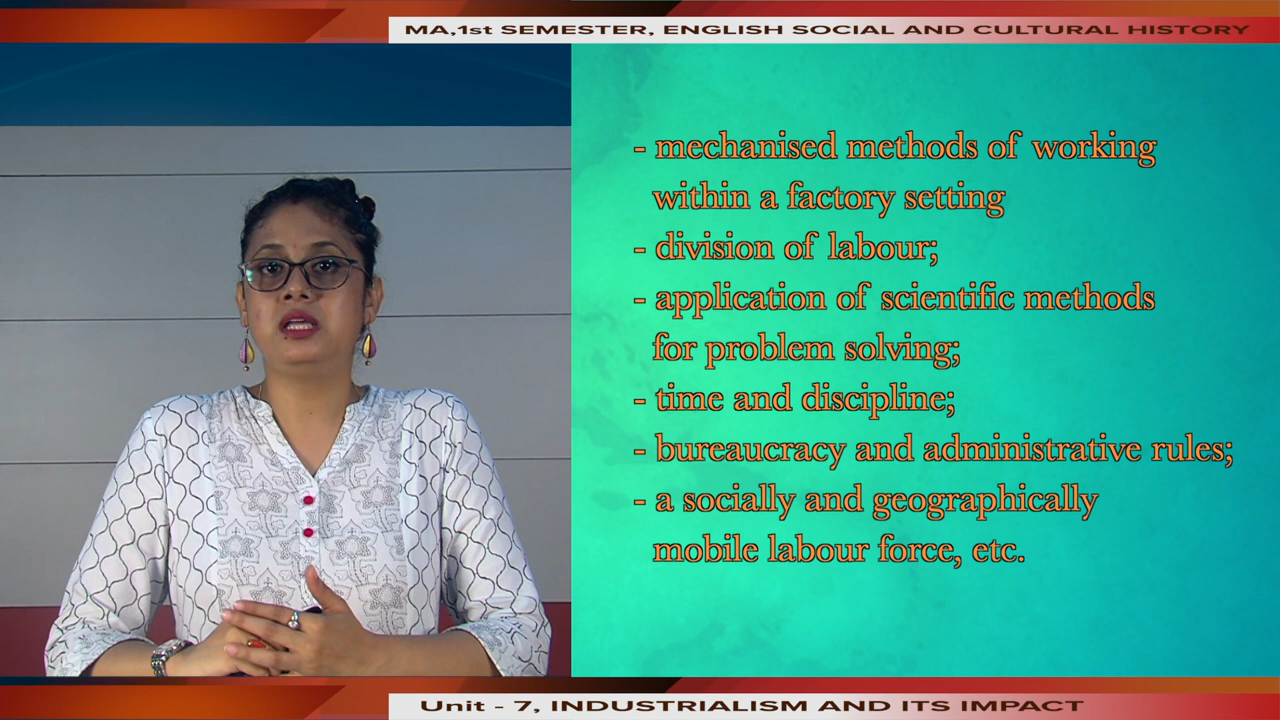 MA,1st SEMESTER, ENGLISH SOCIAL AND CULTURAL HISTORY
- mechanised methods of working
within a factory setting
- division of labour;
- application of scientific methods
for problem solving;
- time and discipline;
- bureaucracy and administrative rules;
- a socially and geographically
mobile labour force, etc.
Unit - 7, INDUSTRIALISM AND ITS IMPACT